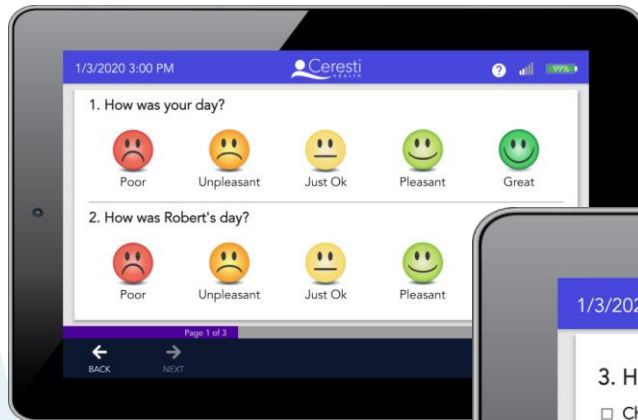 1/3/2020 3:00 PM
Ceresti
HEALTH
?
99%
1. How was your day?
Poor Unpleasant Just Ok Pleasant Great
2. How was Robert's day?
Poor Unpleasant Just Ok Pleasant
Page 1 of 3
BACK NEXT
1/3/202
3. H